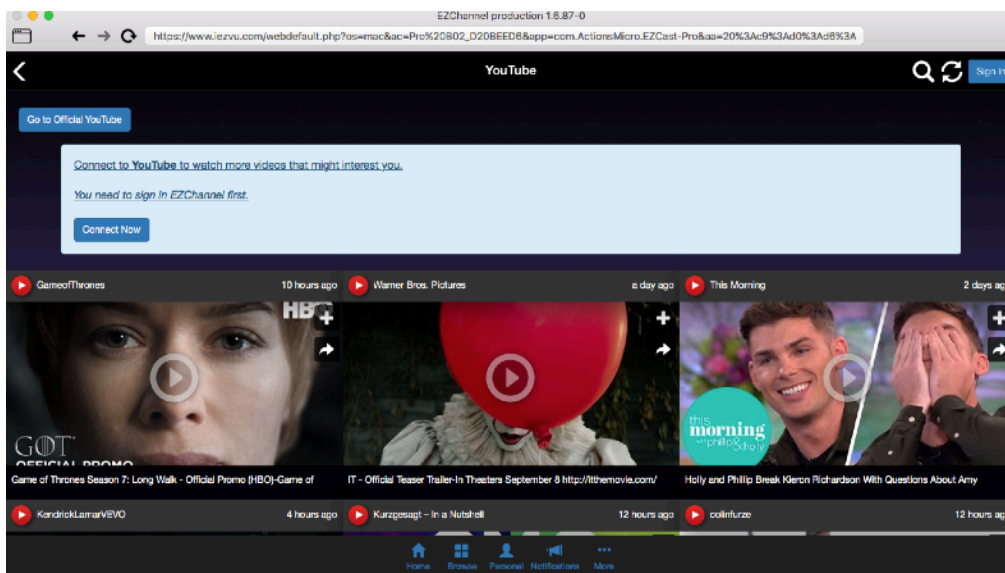 EZChannel production 1.6.87-0
https://www.iezvu.com/webdefault.php?os=mac&ac=Pro%20B02_D20BEED6&app=com.ActionsMicro.EZCast-Pro&aa=20%3Ac9%3Ad0%3Ad6%3A
YouTube
Sign In
Go to Official YouTube
Connect to YouTube to watch more videos that might interest you.
You need to sign in EZChannel first.
Connect Now
GameofThrones 10 hours ago
Warner Bros. Pictures a day ago
This Morning 2 days ag
HBO
GOT
OFFICIAL PROMO
this
morning
with phillip & holly
Game of Thrones Season 7: Long Walk - Official Promo (HBO)-Game of
IT - Official Teaser Trailer-In Theaters September 8 http://itthemovie.com/
Holly and Phillip Break Kieron Richardson With Questions About Amy
KendrickLamarVEVO 4 hours ago
Kurzgesagt – In a Nutshell 12 hours ago
colinfurze 12 hours ag
Home Browse Personal Notifications More